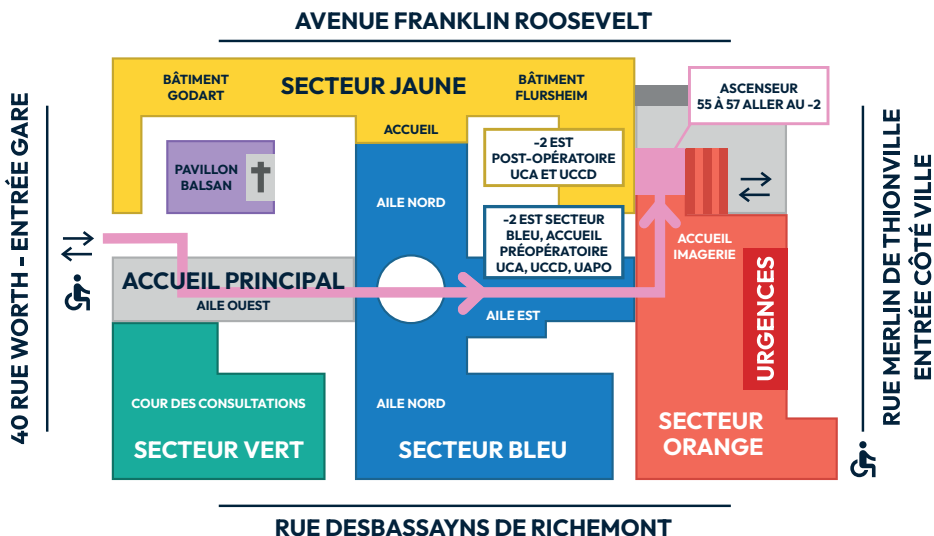 AVENUE FRANKLIN ROOSEVELT
40 RUE WORTH – ENTRÉE GARE
BÂTIMENT
GODART
SECTEUR JAUNE
BÂTIMENT
FLURSHEIM
ASCENSEUR
55 À 57 ALLER AU -2
ACCUEIL
-2 EST
POST-OPÉRATOIRE
UCA ET UCCD
PAVILLON
BALSAN
AILE NORD
-2 EST SECTEUR
BLEU, ACCUEIL
PRÉOPÉRATOIRE
UCA, UCCD, UAPO
ACCUEIL
IMAGERIE
ACCUEIL PRINCIPAL
AILE OUEST
AILE EST
URGENCES
COUR DES CONSULTATIONS
SECTEUR VERT
AILE NORD
SECTEUR BLEU
SECTEUR
ORANGE
RUE MERLIN DE THIONVILLE
ENTRÉE CÔTÉ VILLE
RUE DESBASSAYNS DE RICHEMONT